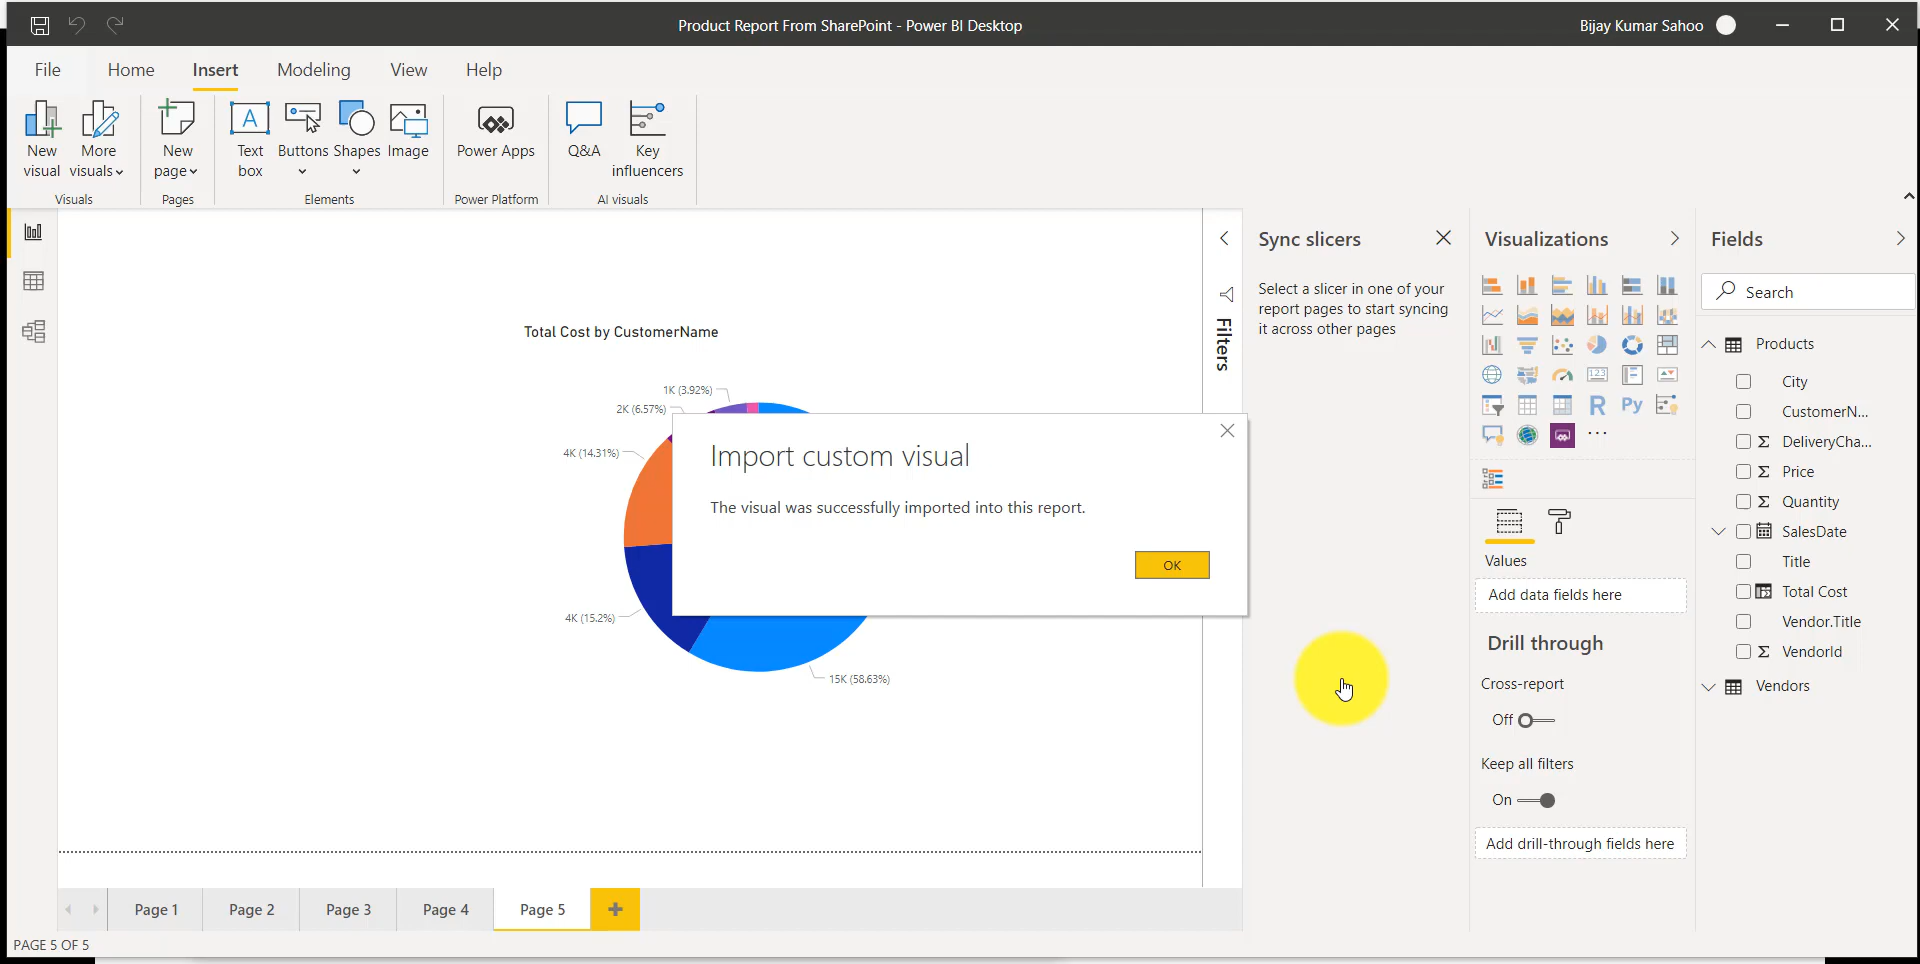 Product Report From SharePoint - Power BI Desktop
Bijay Kumar Sahoo
File Home Insert Modeling View Help
New visual
More visuals
New page
Text box
Buttons
Shapes
Image
Power Apps
Q&A
Key influencers
Visuals Pages Elements Power Platform AI visuals
Total Cost by CustomerName
1K (3.92%)
2K (6.57%)
4K (14.31%)
4K (15.2%)
15K (58.63%)
Import custom visual
The visual was successfully imported into this report.
OK
Filters
Sync slicers
Select a slicer in one of your
report pages to start syncing
it across other pages
Visualizations
123
R Py
...
Values
Add data fields here
Drill through
Cross-report
Off
Keep all filters
On
Add drill-through fields here
Fields
Search
Products
City
CustomerN...
Σ DeliveryCha...
Σ Price
Σ Quantity
SalesDate
Title
Total Cost
Vendor.Title
Σ VendorId
Vendors
Page 1 Page 2 Page 3 Page 4 Page 5
PAGE 5 OF 5